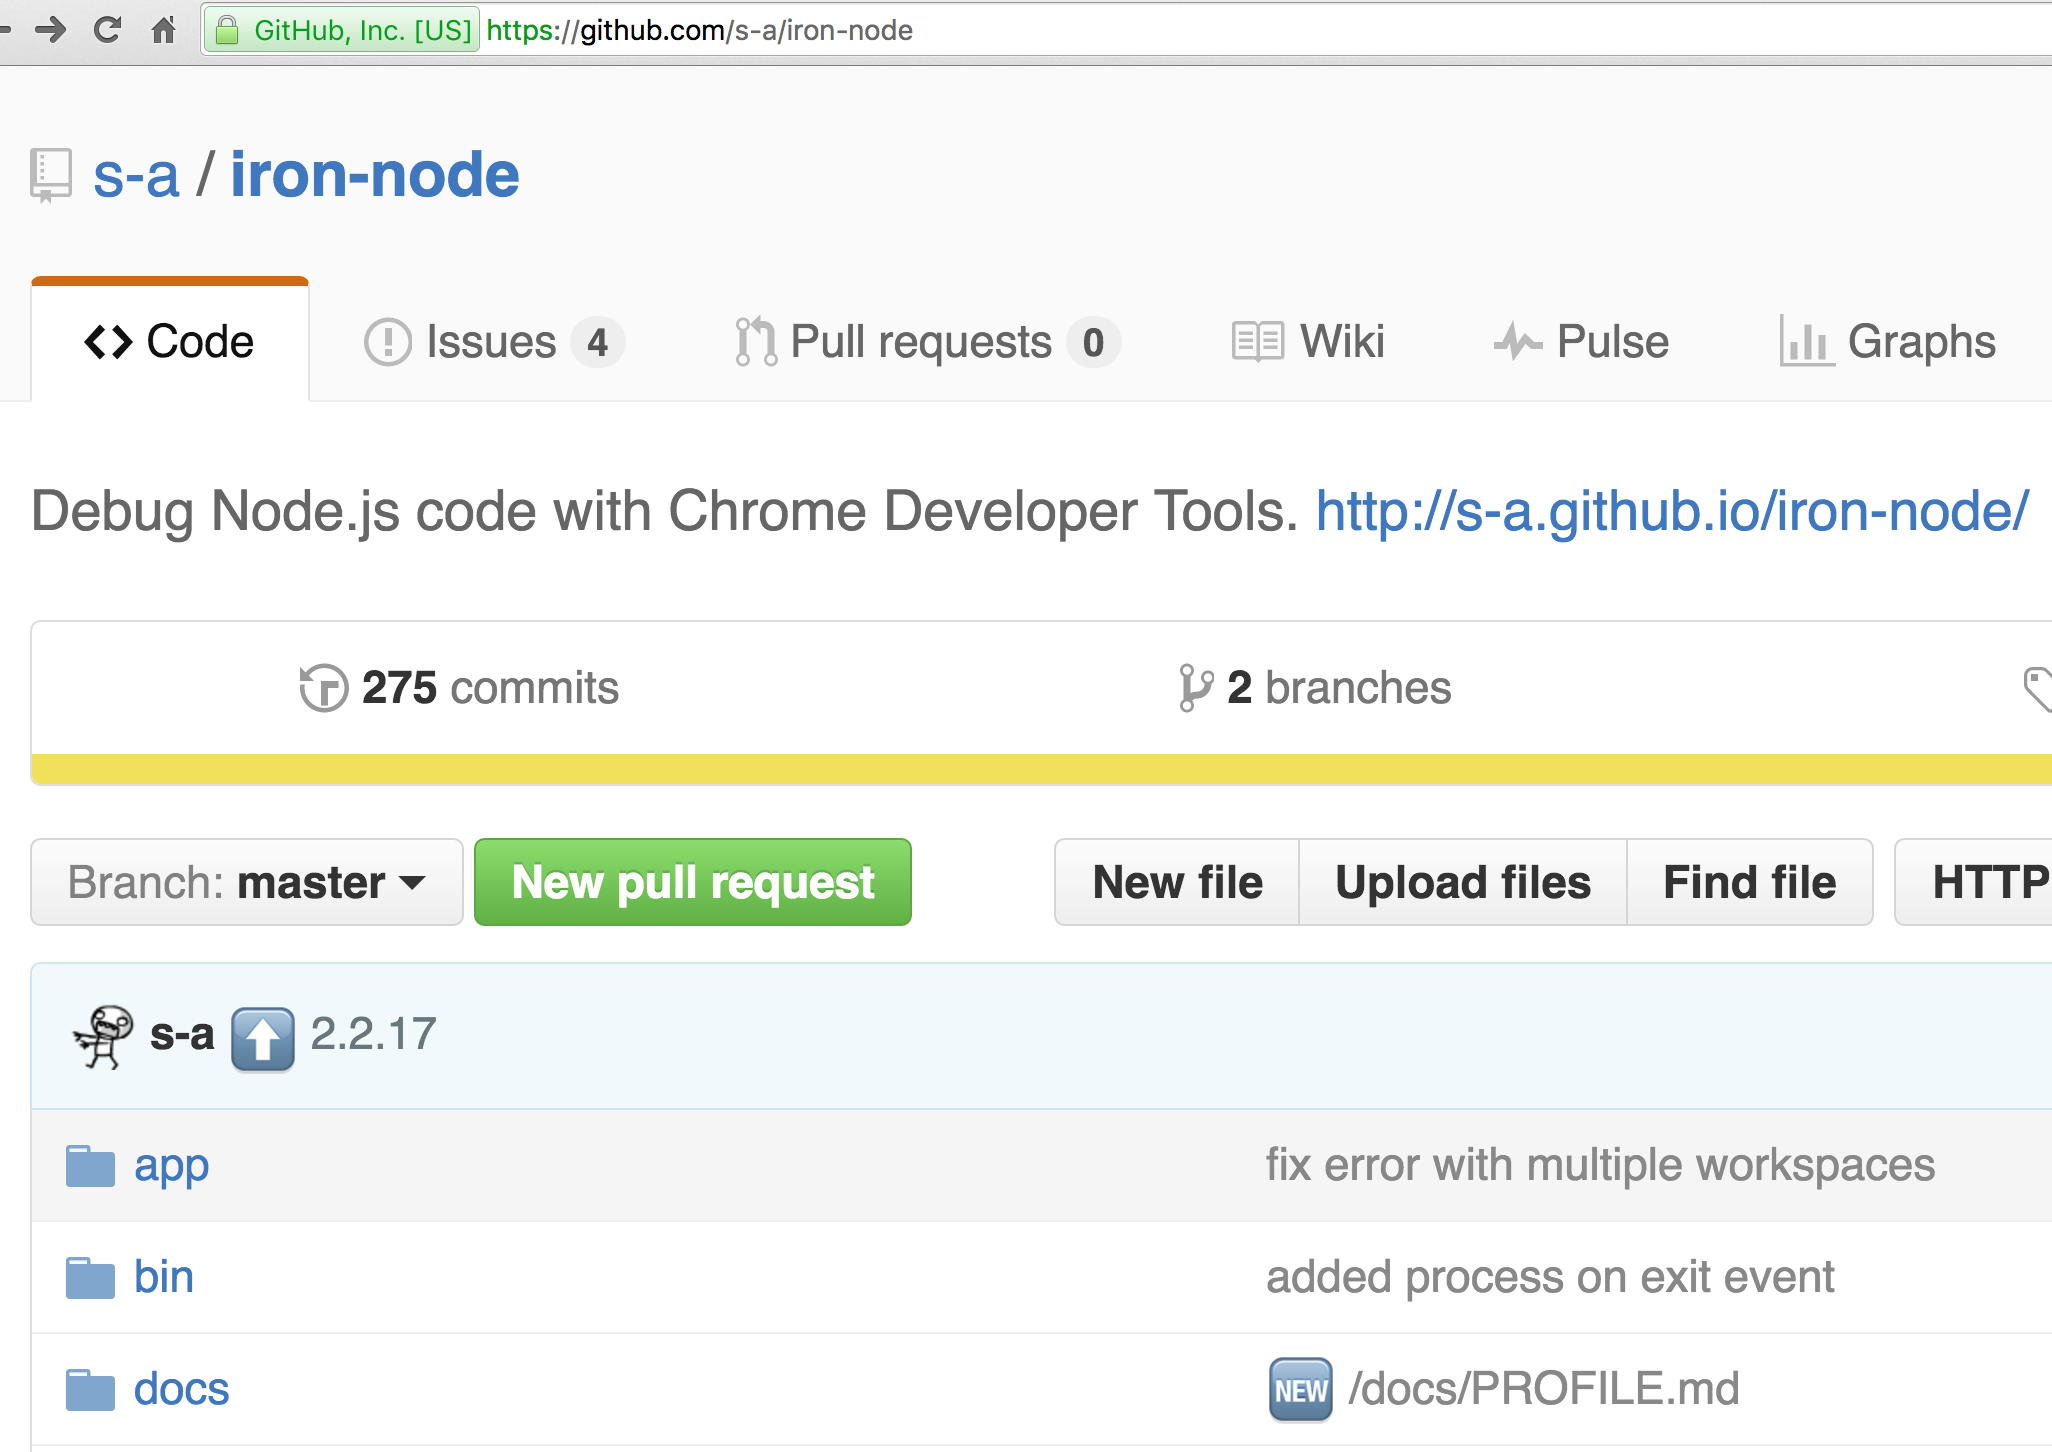 GitHub, Inc. [US] https://github.com/s-a/iron-node
s-a / iron-node
Code Issues 4 Pull requests 0 Wiki Pulse Graphs
Debug Node.js code with Chrome Developer Tools. http://s-a.github.io/iron-node/
275 commits 2 branches
Branch: master New pull request New file Upload files Find file HTTP
s-a 2.2.17
app fix error with multiple workspaces
bin added process on exit event
docs NEW /docs/PROFILE.md